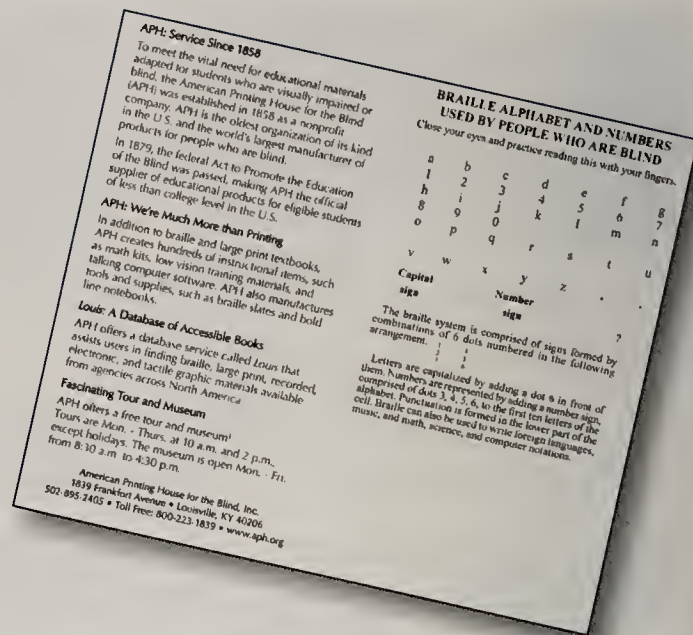 APH: Service Since 1858
To meet the vital need for educational materials
adapted for students who are visually impaired or
blind, the American Printing House for the Blind
(APH) was established in 1858 as a nonprofit
company. APH is the oldest organization of its kind
in the U.S. and the world's largest manufacturer of
products for people who are blind.
In 1879, the federal Act to Promote the Education
of the Blind was passed, making APH the official
supplier of educational products for eligible students
of less than college level in the U.S.
APH: We're Much More than Printing
In addition to braille and large print textbooks,
APH creates hundreds of instructional items, such
as math kits, low vision training materials, and
talking computer software. APH also manufactures
tools and supplies, such as braille slates and bold
line notebooks.
Louis: A Database of Accessible Books
APH offers a database service called Louis that
assists users in finding braille, large print, recorded,
electronic, and tactile graphic materials available
from agencies across North America
Fascinating Tour and Museum
APH offers a free tour and museum!
Tours are Mon. - Thurs. at 10 a.m. and 2 p.m.,
except holidays. The museum is open Mon. - Fri.
from 8:30 a.m. to 4:30 p.m.
American Printing House for the Blind, Inc.
1839 Frankfort Avenue • Louisville, KY 40206
502-895-2405 • Toll Free: 800-223-1839 • www.aph.org
BRAILLE ALPHABET AND NUMBERS
USED BY PEOPLE WHO ARE BLIND
Close your eyes and practice reading this with your fingers.
a b c d e f g
1 2 3 4 5 6 7
h i j k l m n
8 9 0
o p q r s t u
v w x y z
Capital Number ?
sign sign
The braille system is comprised of signs formed by
combinations of 6 dots numbered in the following
arrangement.
Letters are capitalized by adding a dot 6 in front of
them. Numbers are represented by adding a number sign,
comprised of dots 3, 4, 5, 6, to the first ten letters of the
alphabet. Punctuation is formed in the lower part of the
cell. Braille can also be used to write foreign languages,
music, and math, science, and computer notations.